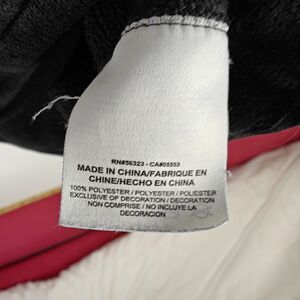 RN#56323 - CA#05553
MADE IN CHINA/FABRIQUE EN
CHINE/HECHO EN CHINA
100% POLYESTER / POLYESTER / POLIESTER
EXCLUSIVE OF DECORATION / DECORATION
NON COMPRISE / NO INCLUYE LA
DECORACION